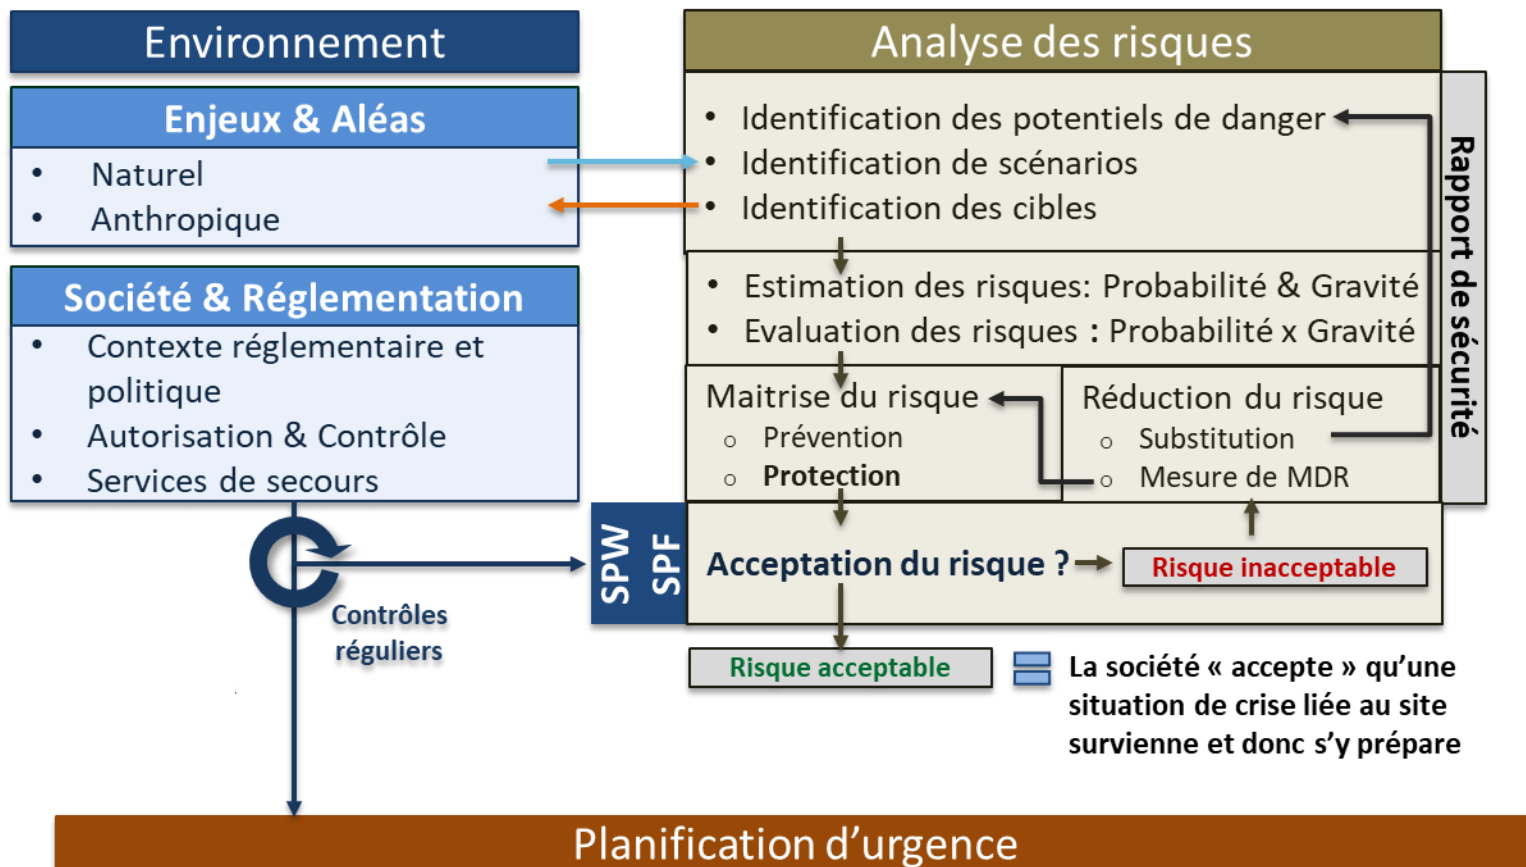 Environnement
Enjeux & Aléas
• Naturel
• Anthropique
Société & Réglementation
• Contexte réglementaire et
politique
• Autorisation & Contrôle
• Services de secours
Contrôles
réguliers
Analyse des risques
• Identification des potentiels de danger
• Identification de scénarios
• Identification des cibles
• Estimation des risques: Probabilité & Gravité
• Evaluation des risques : Probabilité x Gravité
Maitrise du risque
o Prévention
o Protection
Réduction du risque
o Substitution
o Mesure de MDR
Rapport de sécurité
SPW
SPF
Acceptation du risque ?
Risque inacceptable
Risque acceptable
La société « accepte » qu’une
situation de crise liée au site
survienne et donc s’y prépare
Planification d’urgence